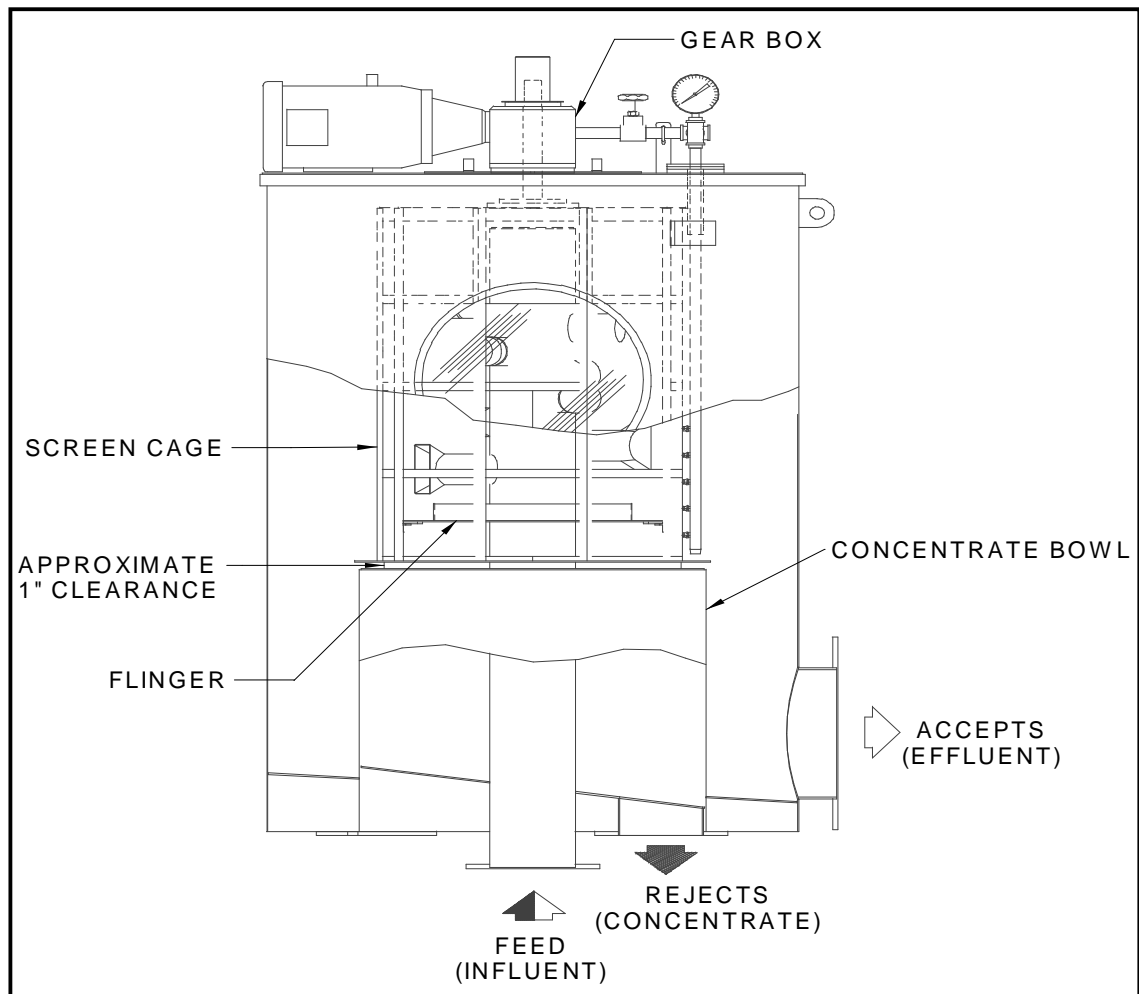 GEAR BOX
SCREEN CAGE
APPROXIMATE
1" CLEARANCE
CONCENTRATE BOWL
FLINGER
ACCEPTS
(EFFLUENT)
REJECTS
(CONCENTRATE)
FEED
(INFLUENT)